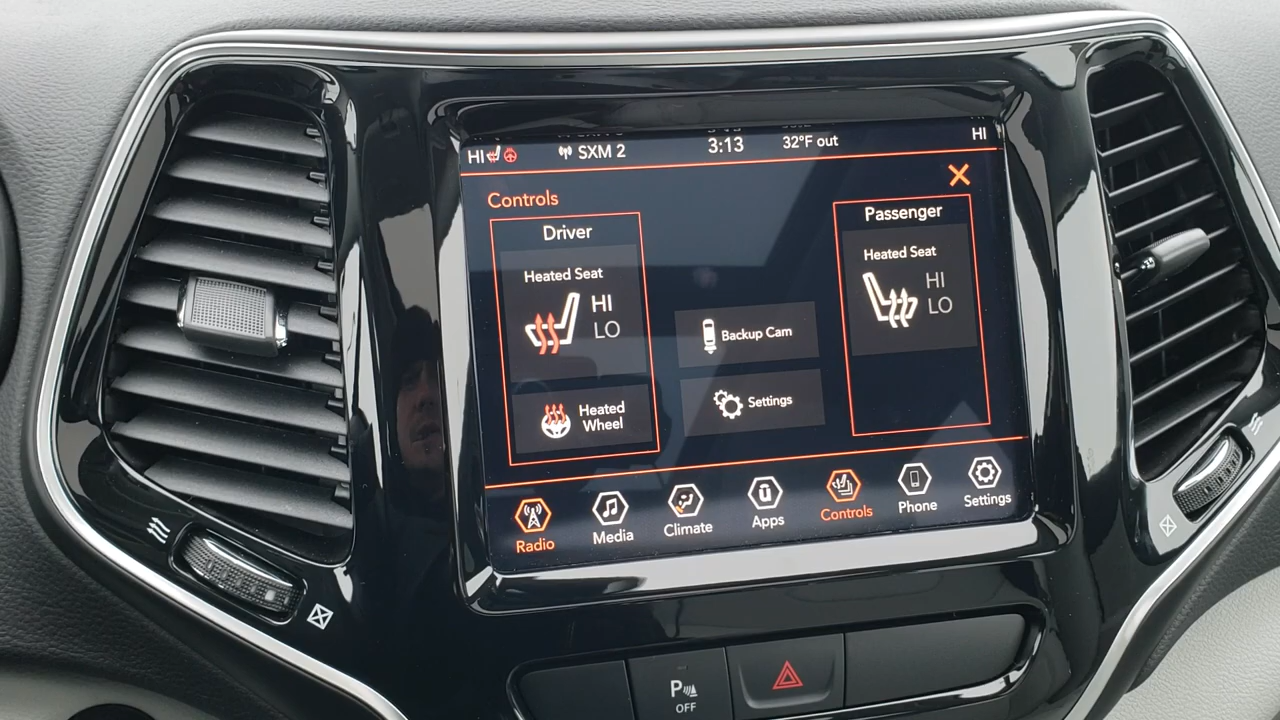 HI
SXM 2
3:13
32°F out
HI
Controls
Driver
Heated Seat
HI
LO
Heated
Wheel
Backup Cam
Settings
Passenger
Heated Seat
HI
LO
Radio
Media
Climate
Apps
Controls
Phone
Settings
P
OFF